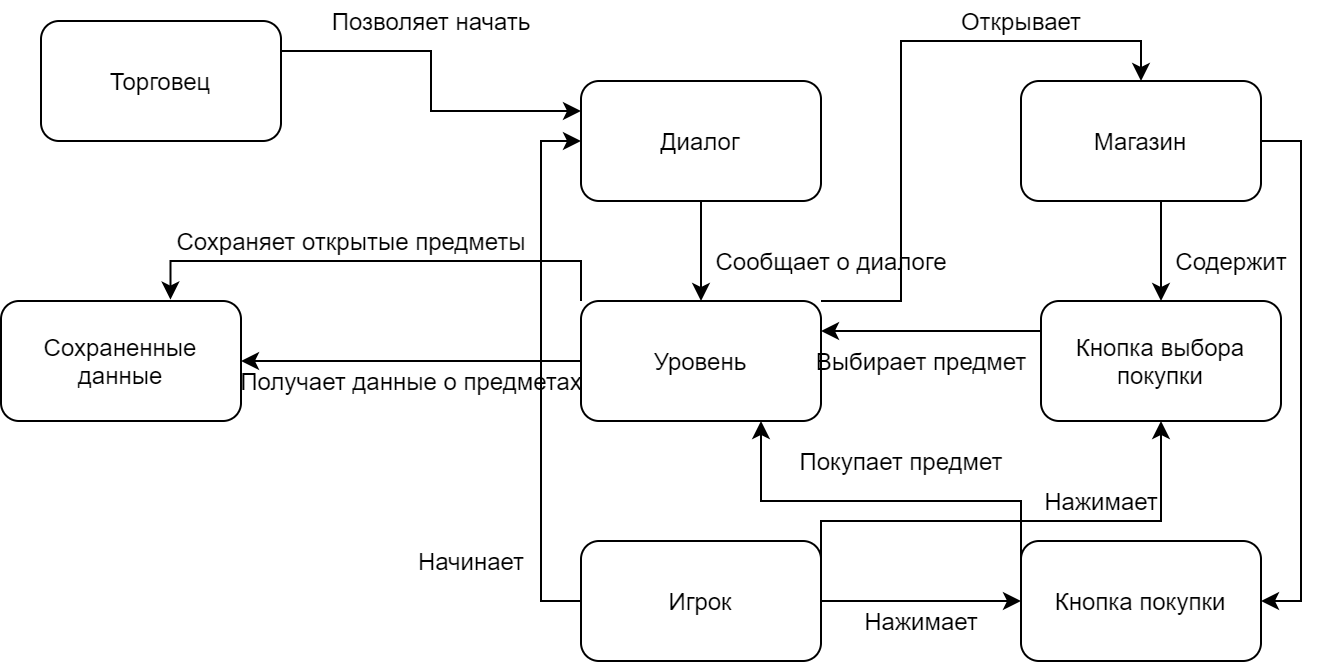 Позволяет начать
Открывает
Торговец
Диалог
Магазин
Сохраняет открытые предметы
Сообщает о диалоге
Содержит
Сохраненные
данные
Уровень
Кнопка выбора
покупки
Выбирает предмет
Получает данные о предметах
Покупает предмет
Нажимает
Начинает
Игрок
Кнопка покупки
Нажимает